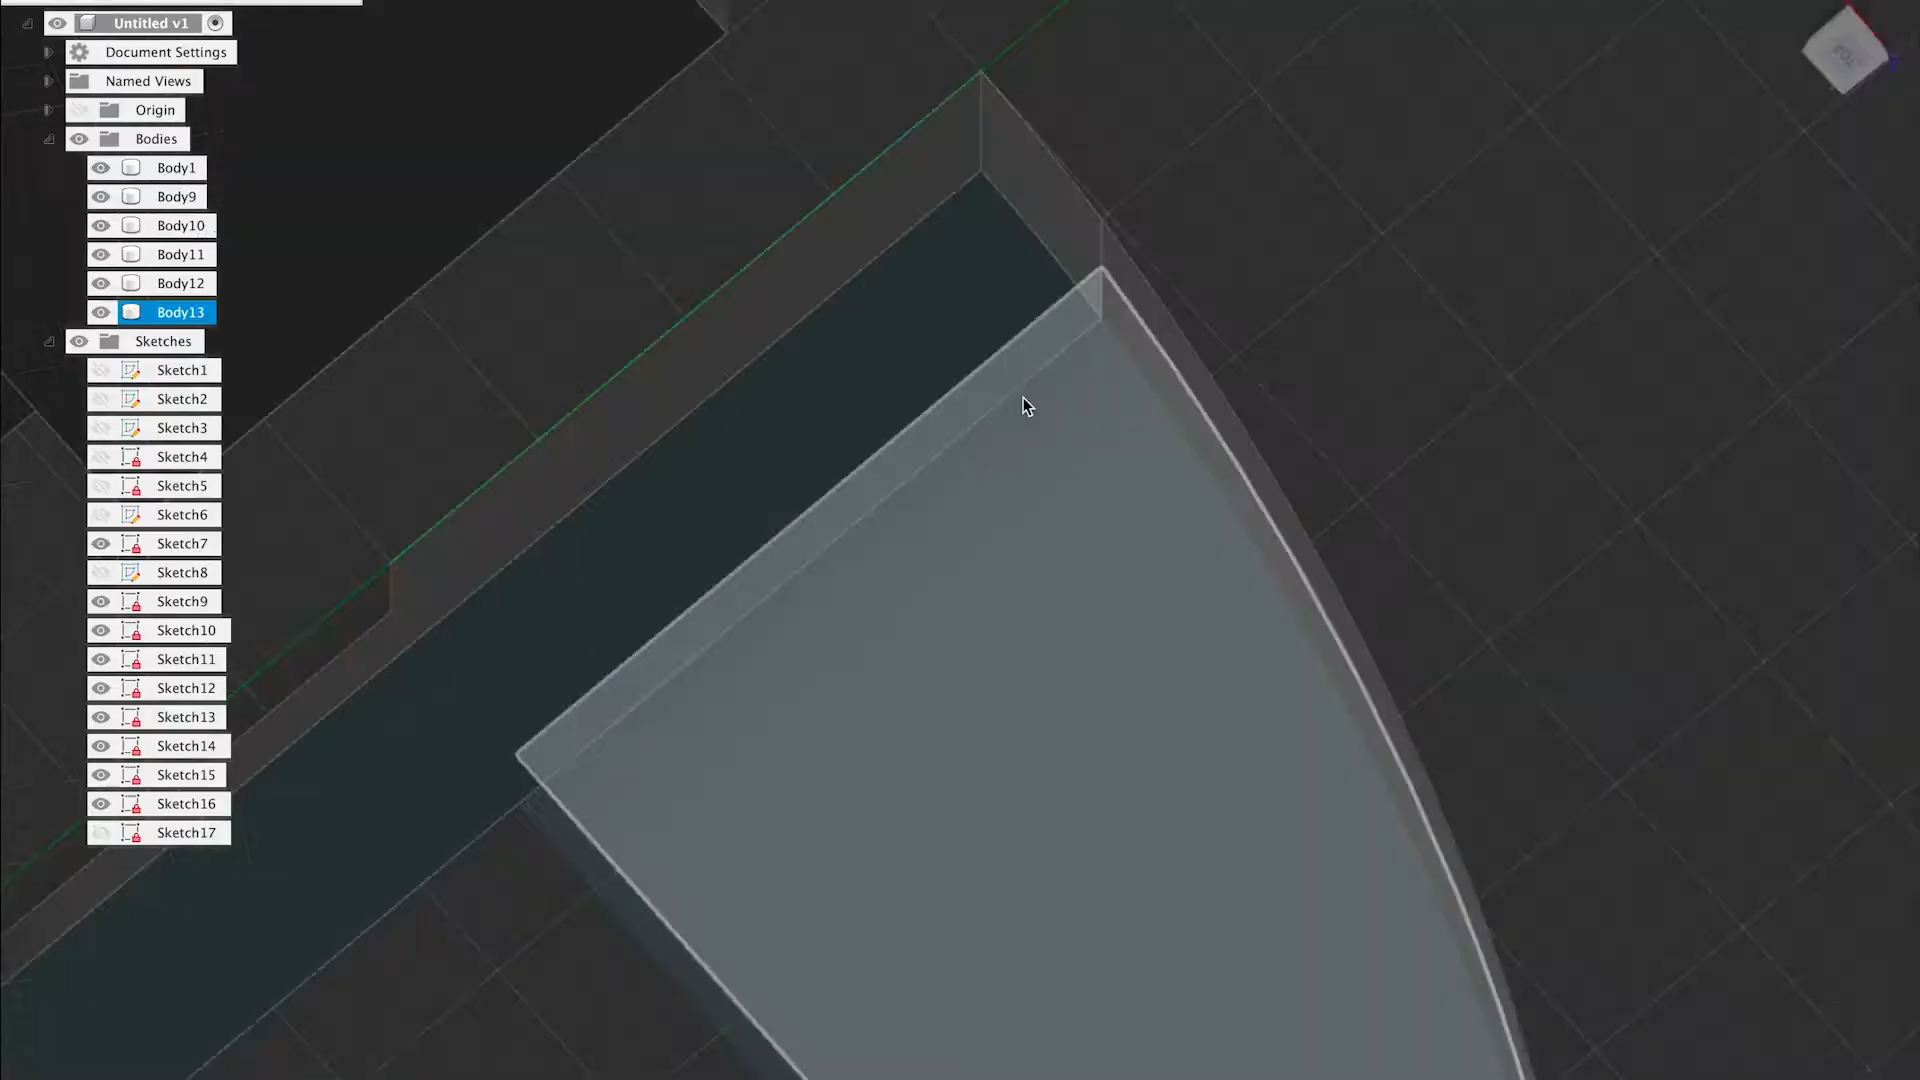 Untitled v1
Document Settings
Named Views
Origin
Bodies
Body1
Body9
Body10
Body11
Body12
Body13
Sketches
Sketch1
Sketch2
Sketch3
Sketch4
Sketch5
Sketch6
Sketch7
Sketch8
Sketch9
Sketch10
Sketch11
Sketch12
Sketch13
Sketch14
Sketch15
Sketch16
Sketch17